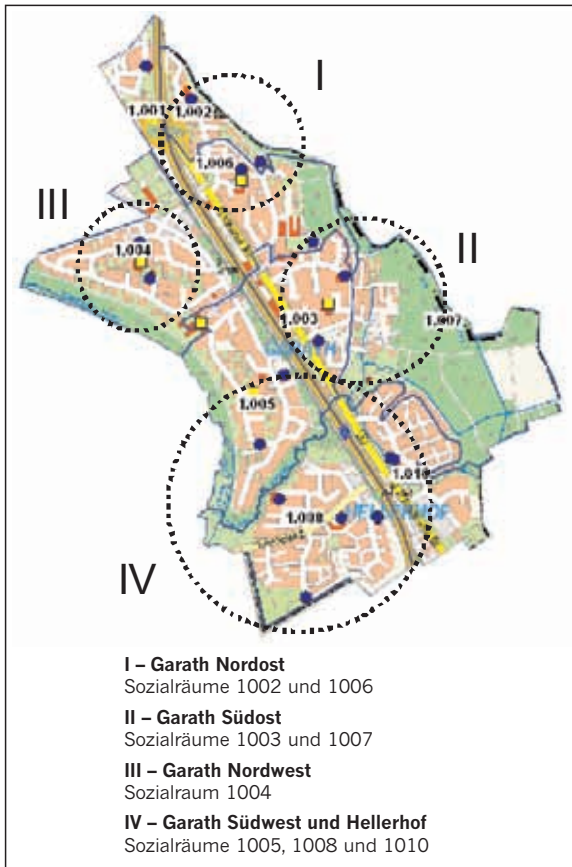 I
1.001
1.002
1.006
III
II
1.004
1.003
1.007
1.005
1.010
1.008
HELLERHOF
IV
I – Garath Nordost
Sozialräume 1002 und 1006
II – Garath Südost
Sozialräume 1003 und 1007
III – Garath Nordwest
Sozialraum 1004
IV – Garath Südwest und Hellerhof
Sozialräume 1005, 1008 und 1010